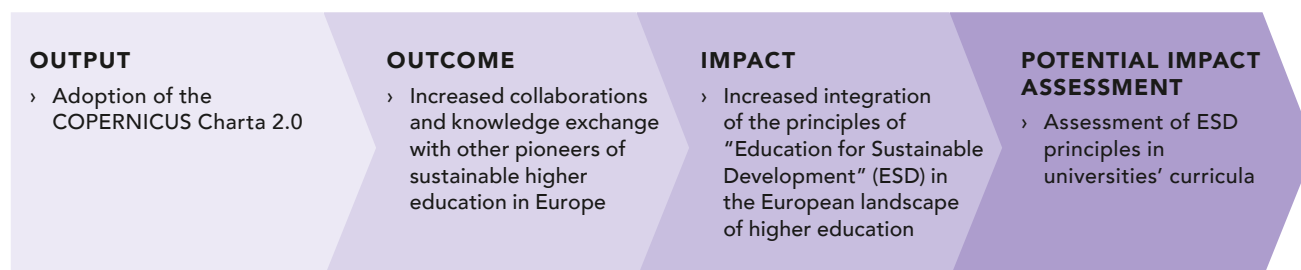 OUTPUT
› Adoption of the
COPERNICUS Charta 2.0
OUTCOME
› Increased collaborations
and knowledge exchange
with other pioneers of
sustainable higher
education in Europe
IMPACT
› Increased integration
of the principles of
“Education for Sustainable
Development” (ESD) in
the European landscape
of higher education
POTENTIAL IMPACT
ASSESSMENT
› Assessment of ESD
principles in
universities’ curricula